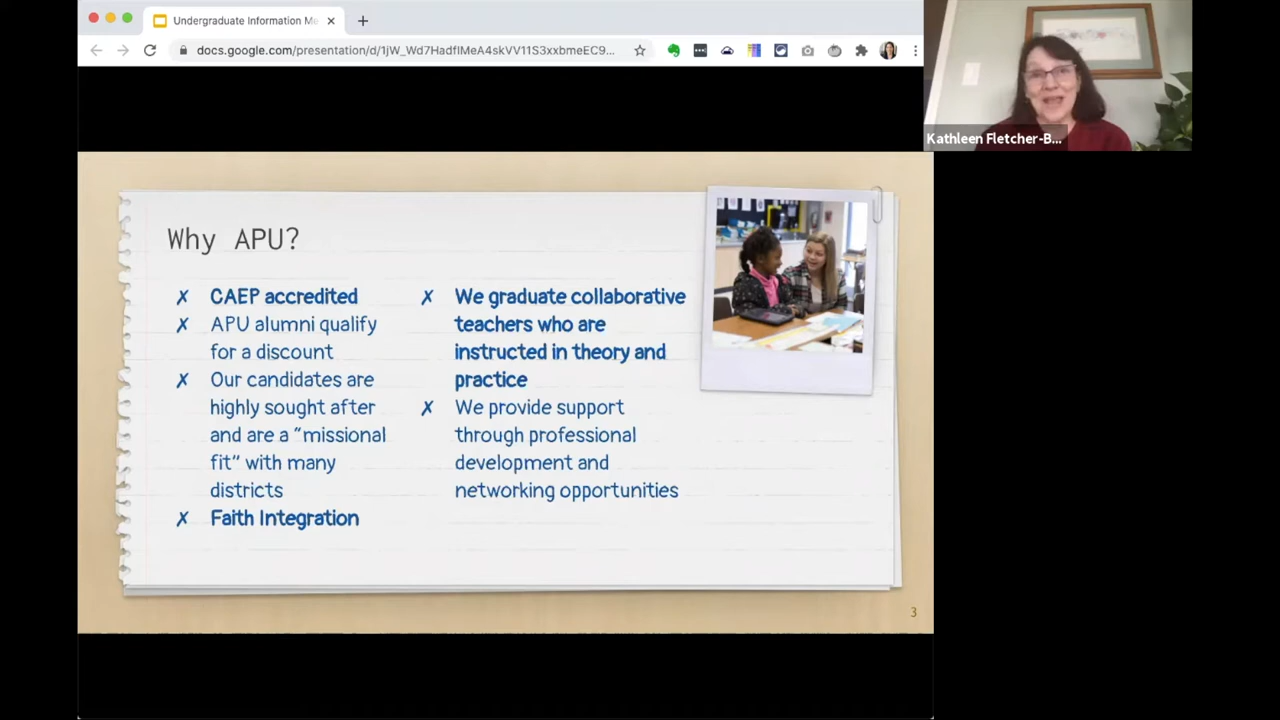 Undergraduate Information Me
docs.google.com/presentation/d/1jW_Wd7HadfIMeA4skVV11S3xxbmeEC9...
Kathleen Fletcher-B...
Why APU?
✗ CAEP accredited
✗ APU alumni qualify
for a discount
✗ Our candidates are
highly sought after
and are a “missional
fit” with many
districts
✗ Faith Integration
✗ We graduate collaborative
teachers who are
instructed in theory and
practice
✗ We provide support
through professional
development and
networking opportunities
3